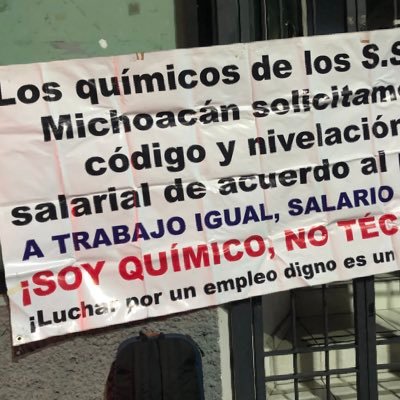 Los químicos de los S.S
Michoacán solicitam
código y nivelación
salarial de acuerdo al
A TRABAJO IGUAL, SALARIO
¡SOY QUÍMICO, NO TÉC
¡Luchar por un empleo digno es un